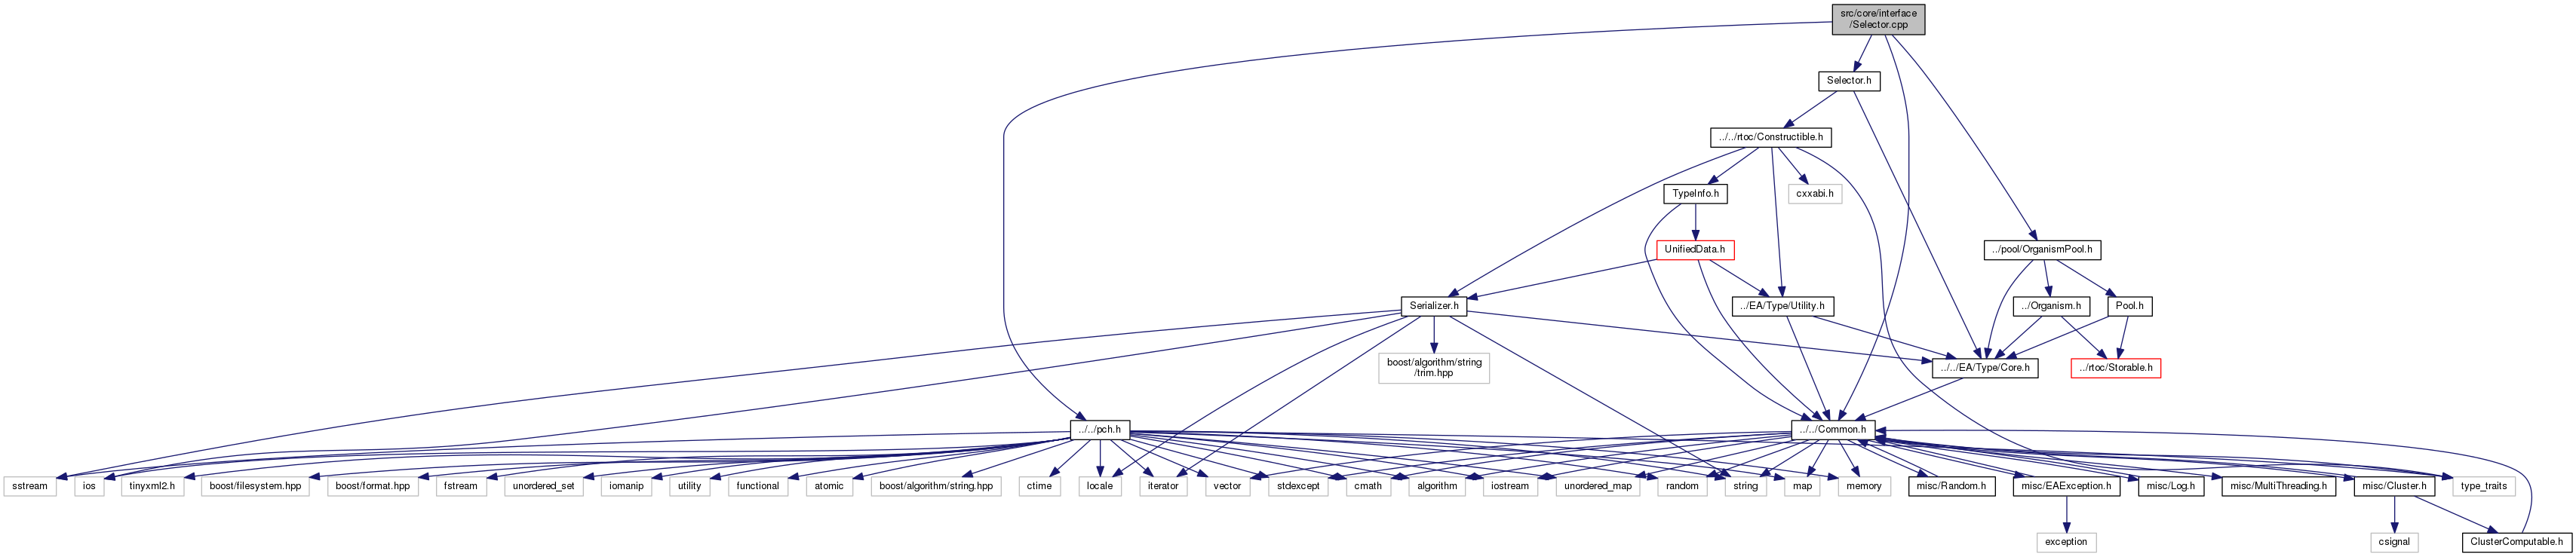 src/core/interface
/Selector.cpp
Selector.h
../../rtoc/Constructible.h
TypeInfo.h
cxxabi.h
UnifiedData.h
../pool/OrganismPool.h
Serializer.h
../EA/Type/Utility.h
../Organism.h
Pool.h
boost/algorithm/string
/trim.hpp
../../EA/Type/Core.h
../rtoc/Storable.h
../../pch.h
../../Common.h
sstream
ios
tinyxml2.h
boost/filesystem.hpp
boost/format.hpp
fstream
unordered_set
iomanip
utility
functional
atomic
boost/algorithm/string.hpp
ctime
locale
iterator
vector
stdexcept
cmath
algorithm
iostream
unordered_map
random
string
map
memory
misc/Random.h
misc/EAException.h
misc/Log.h
misc/MultiThreading.h
misc/Cluster.h
type_traits
exception
csignal
ClusterComputable.h